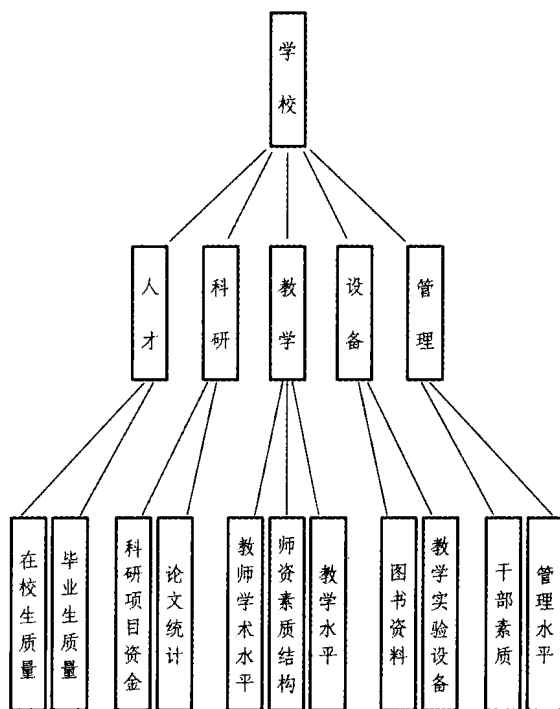 学校
人才
科研
教学
设备
管理
在校生质量
毕业生质量
科研项目资金
论文统计
教师学术水平
师资素质结构
教学水平
图书资料
教学实验设备
干部素质
管理水平